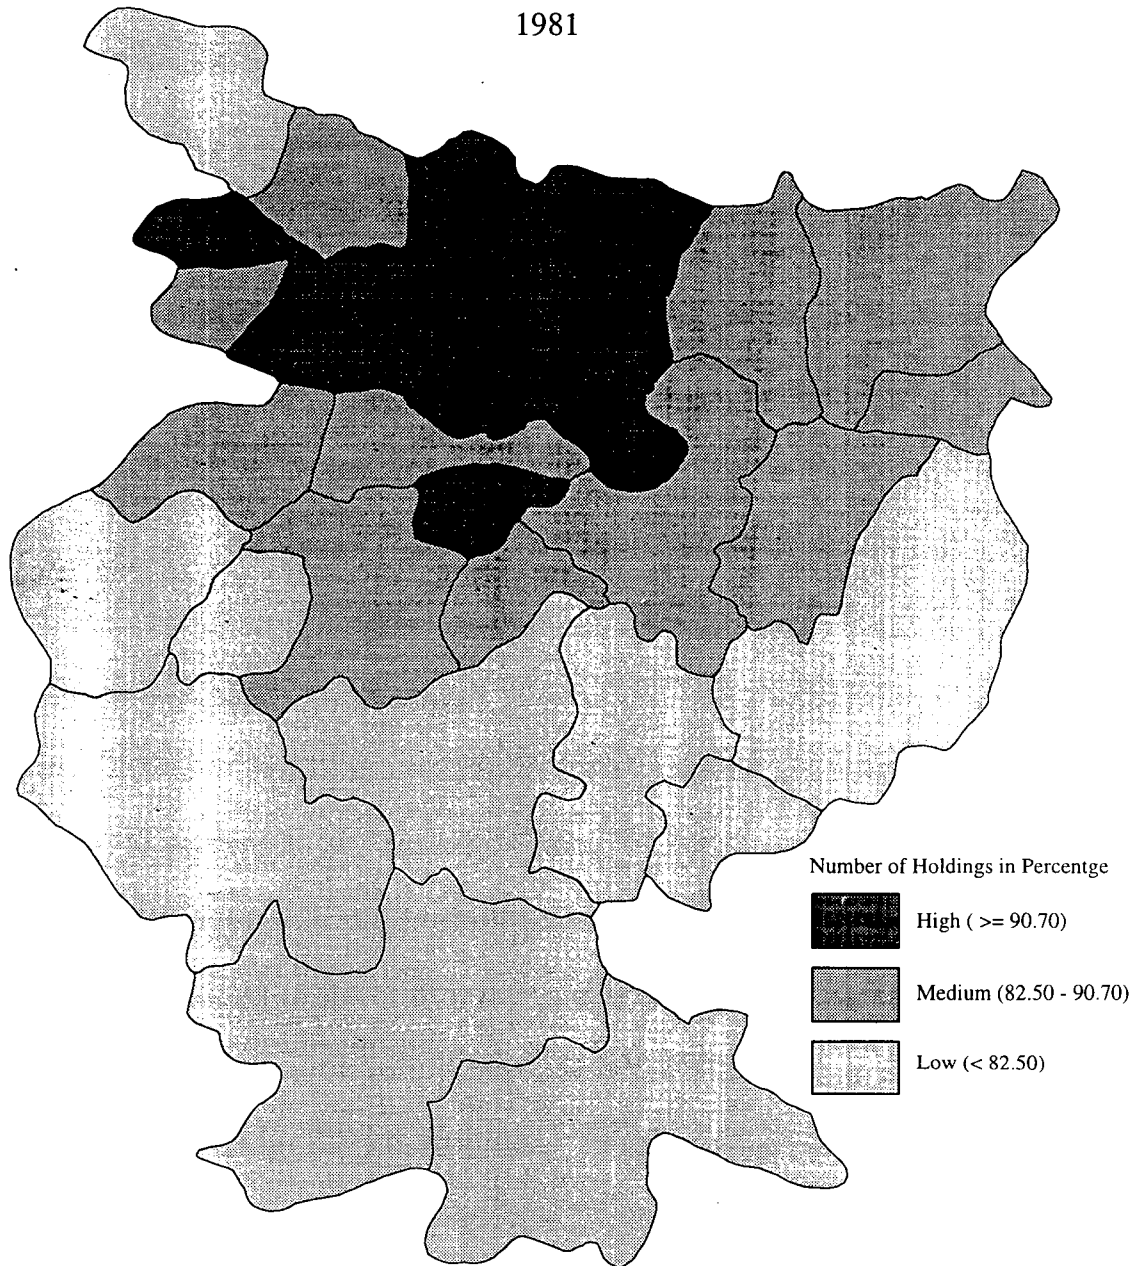 1981
Number of Holdings in Percentge
High ( >= 90.70)
Medium (82.50 - 90.70)
Low (< 82.50)